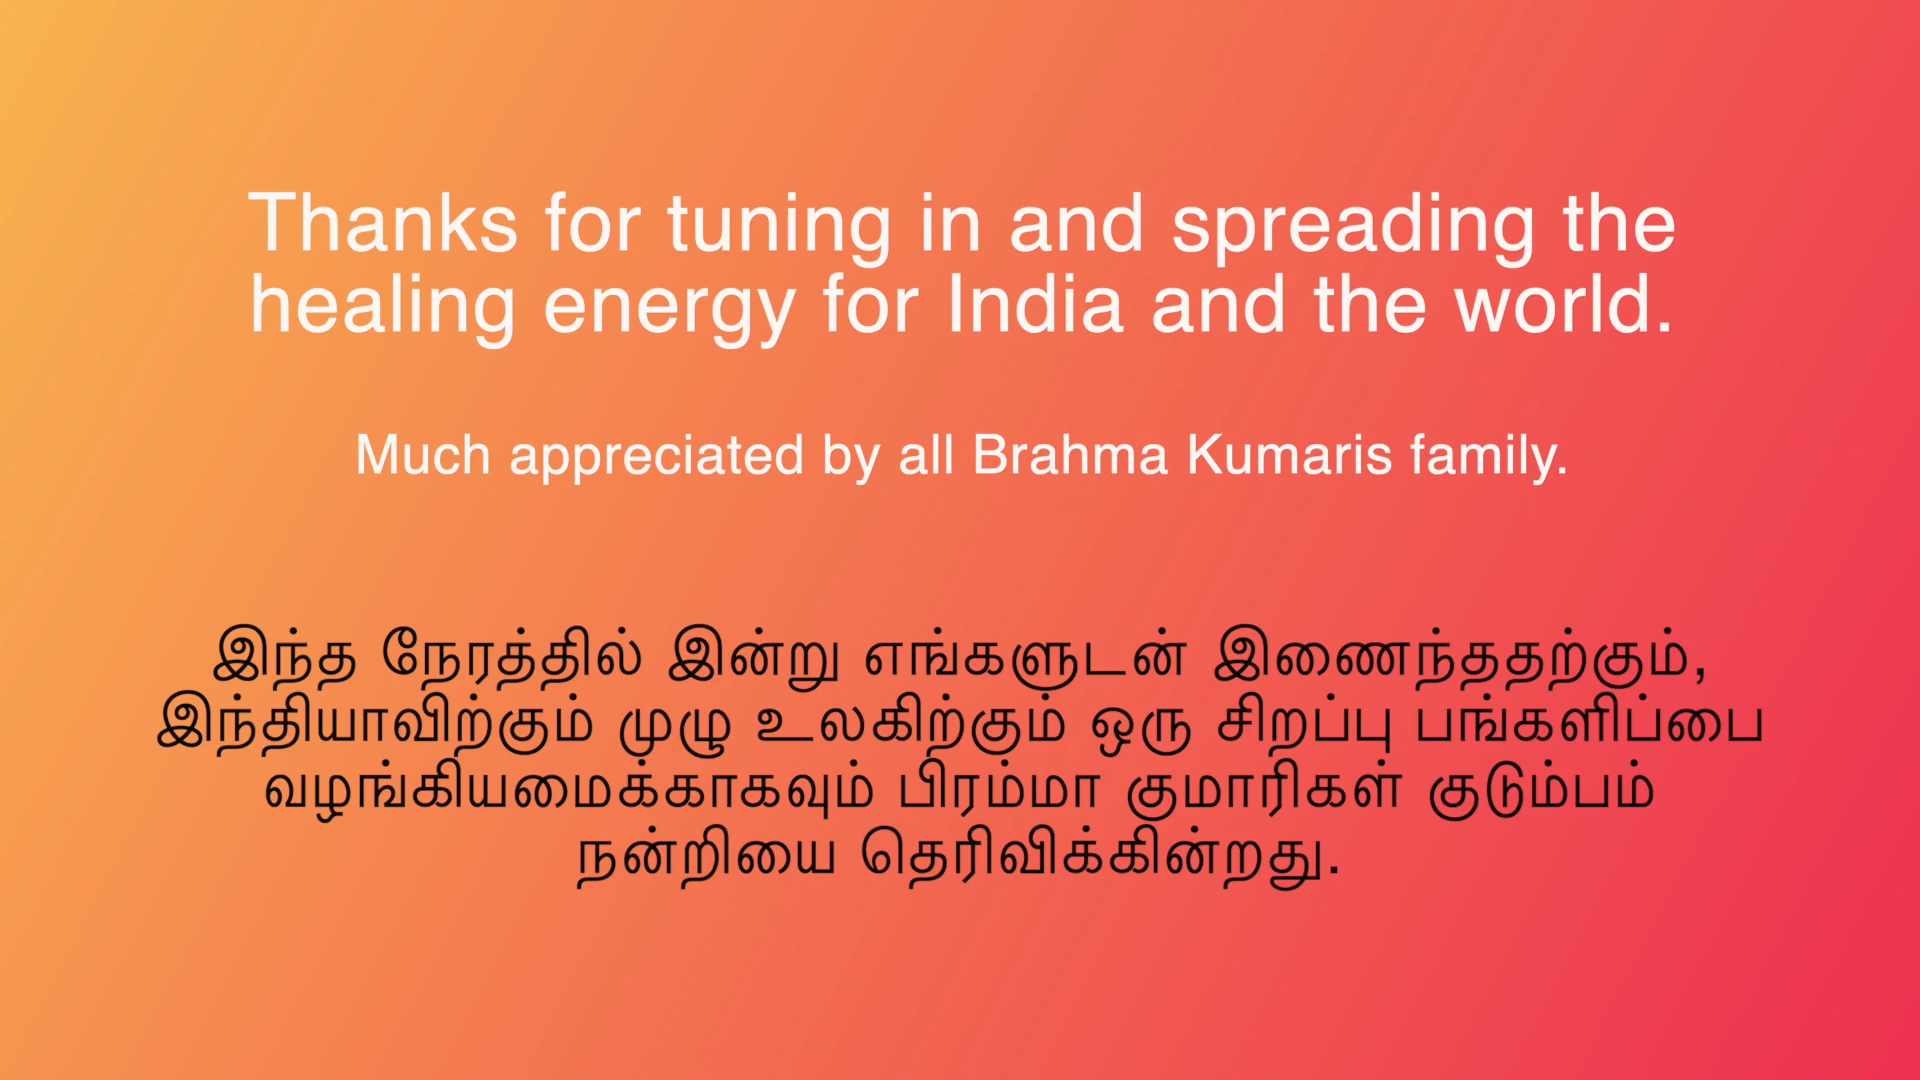 Thanks for tuning in and spreading the
healing energy for India and the world.
Much appreciated by all Brahma Kumaris family.
இந்த நேரத்தில் இன்று எங்களுடன் இணைந்ததற்கும்,
இந்தியாவிற்கும் முழு உலகிற்கும் ஒரு சிறப்பு பங்களிப்பை
வழங்கியமைக்காகவும் பிரம்மா குமாரிகள் குடும்பம்
நன்றியை தெரிவிக்கின்றது.